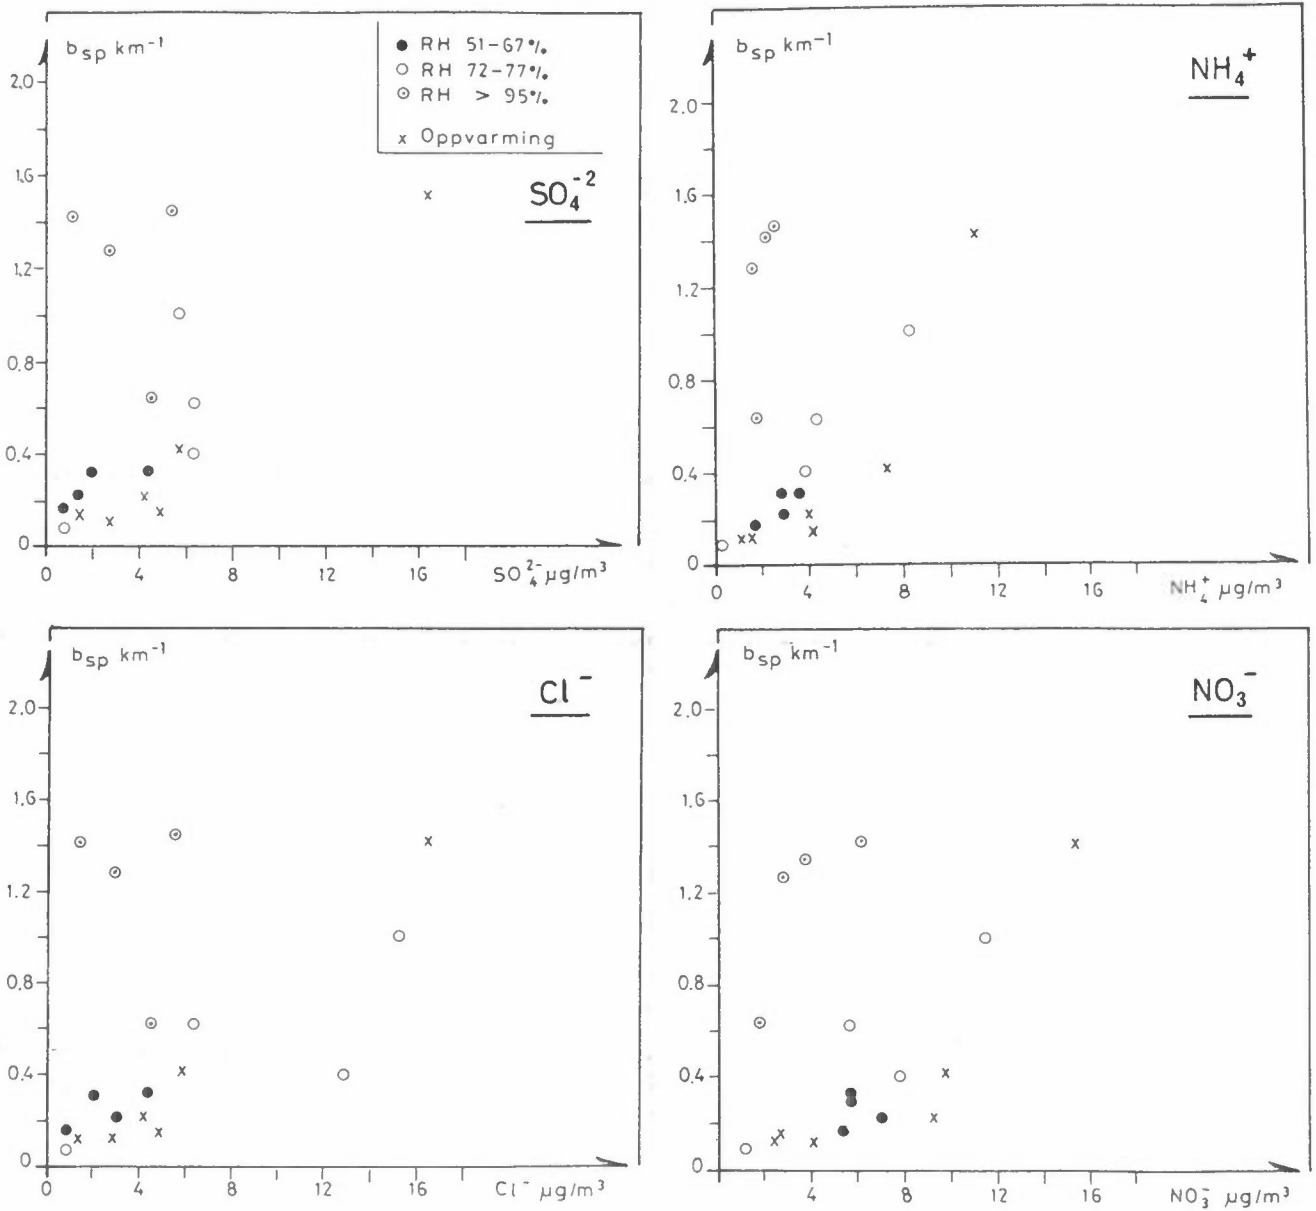 b sp km⁻¹
● RH 51-67%
○ RH 72-77%
⊙ RH > 95%
x Oppvarming
SO₄⁻²
2.0
1.6
1.2
0.8
0.4
0
0 4 8 12 16 SO₄²⁻ µg/m³
b sp km⁻¹
NH₄⁺
2.0
1.6
1.2
0.8
0.4
0
0 4 8 12 16 NH₄⁺ µg/m³
b sp km⁻¹
Cl⁻
2.0
1.6
1.2
0.8
0.4
0
0 4 8 12 16 Cl⁻ µg/m³
b sp km⁻¹
NO₃⁻
2.0
1.6
1.2
0.8
0.4
0
4 8 12 16 NO₃⁻ µg/m³